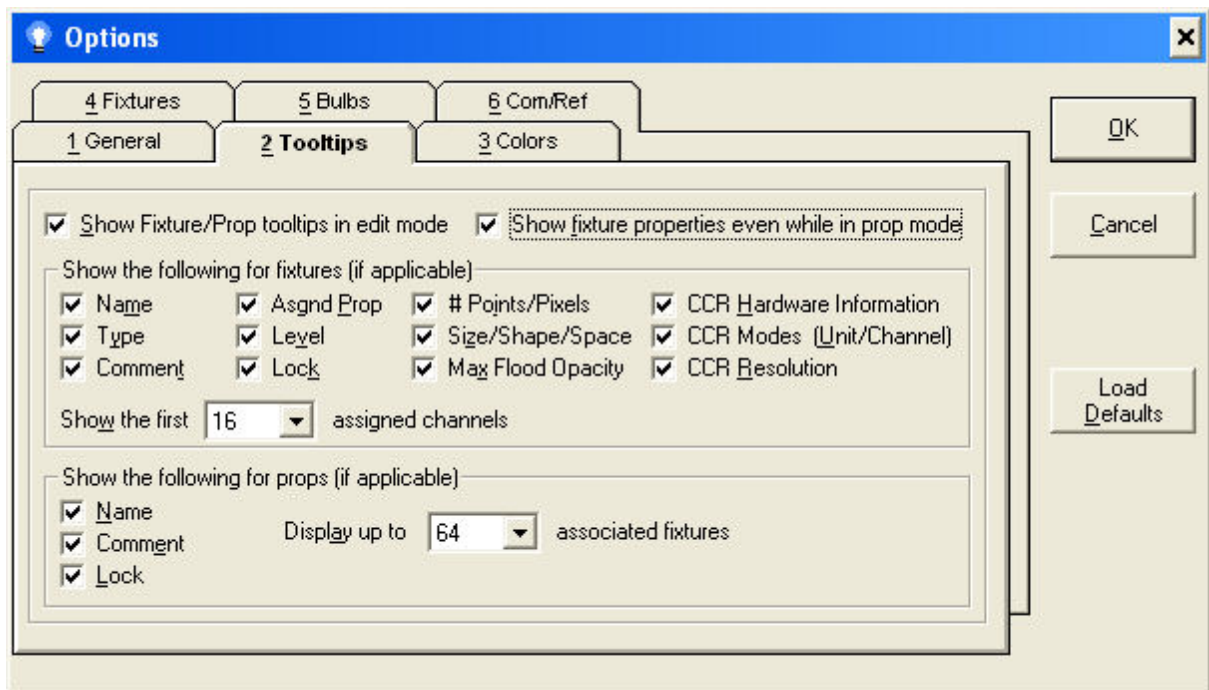 Options
4 Fixtures
5 Bulbs
6 Com/Ref
1 General
2 Tooltips
3 Colors
OK
Cancel
Load
Defaults
Show Fixture/Prop tooltips in edit mode
Show fixture properties even while in prop mode
Show the following for fixtures (if applicable)
Name
Asgnd Prop
# Points/Pixels
CCR Hardware Information
Type
Level
Size/Shape/Space
CCR Modes (Unit/Channel)
Comment
Lock
Max Flood Opacity
CCR Resolution
Show the first 16 assigned channels
Show the following for props (if applicable)
Name
Comment
Lock
Display up to 64 associated fixtures